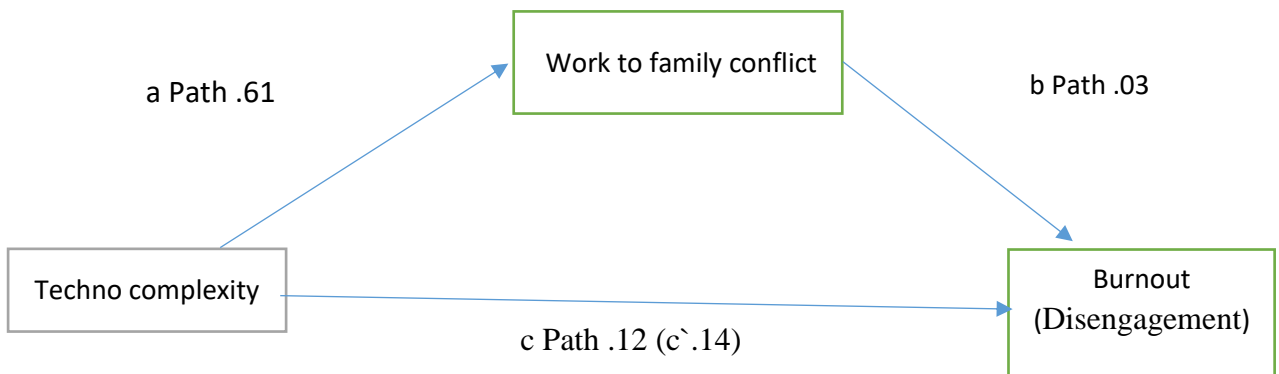 Work to family conflict
a Path .61
b Path .03
Techno complexity
Burnout
(Disengagement)
c Path .12 (c`.14)